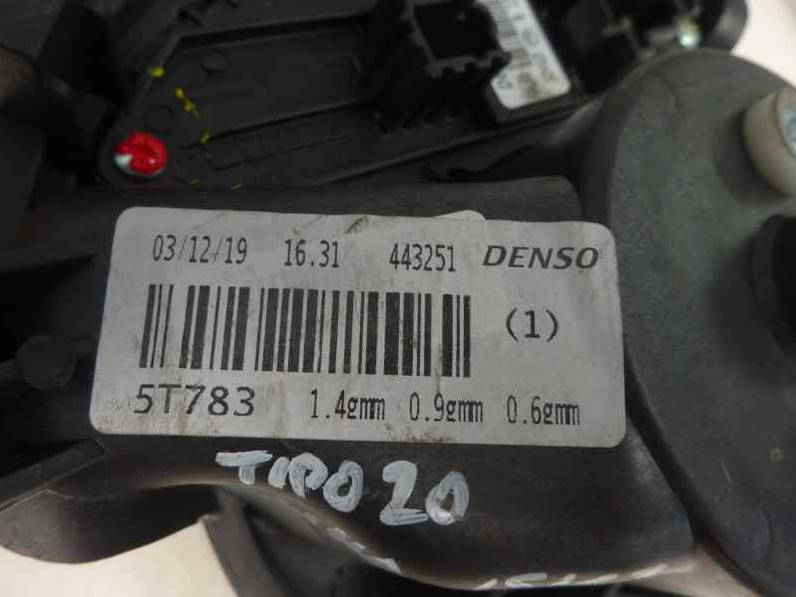 03/12/19 16.31 443251 DENSO
(1)
5T783 1.4gmm 0.9gmm 0.6gmm
TIPO 20